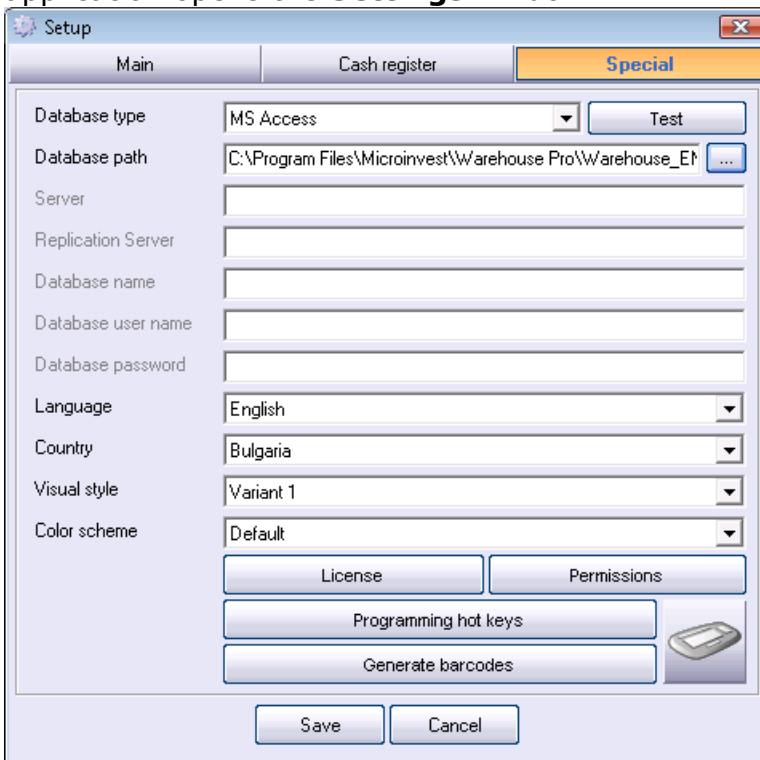 Setup
Main Cash register Special
Database type MS Access Test
Database path C:\Program Files\Microinvest\Warehouse Pro\Warehouse_EN ...
Server
Replication Server
Database name
Database user name
Database password
Language English
Country Bulgaria
Visual style Variant 1
Color scheme Default
License Permissions
Programming hot keys
Generate barcodes
Save Cancel